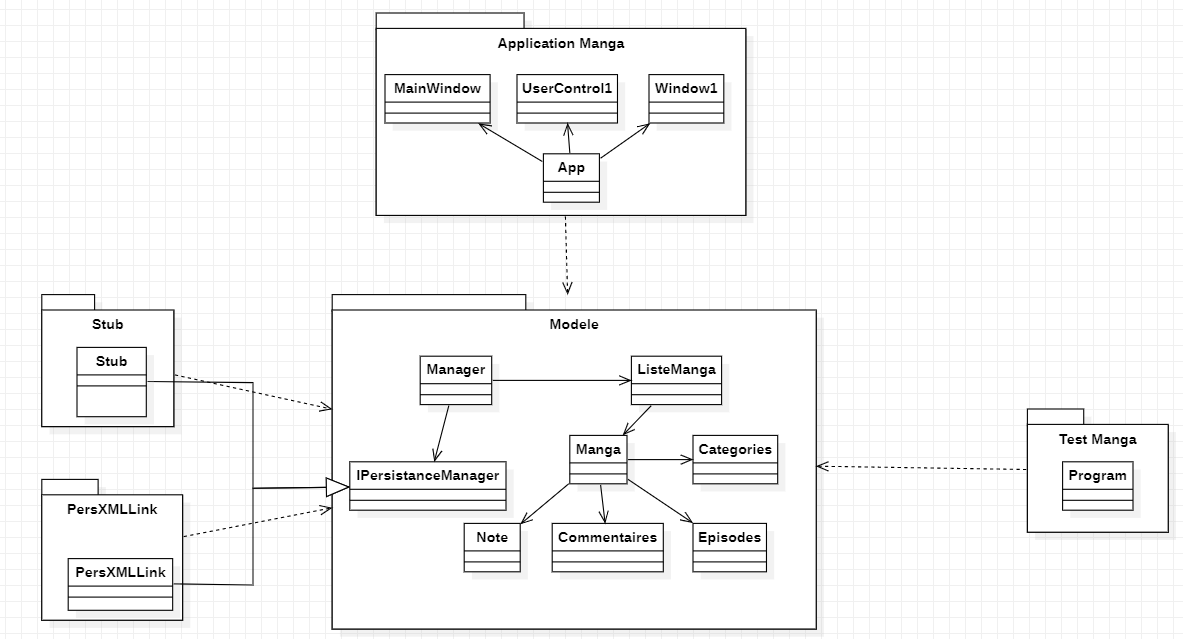 Application Manga
MainWindow
UserControl1
Window1
App
Stub
Stub
Modele
Manager
ListeManga
IPersistanceManager
Manga
Categories
Note
Commentaires
Episodes
PersXMLLink
PersXMLLink
Test Manga
Program